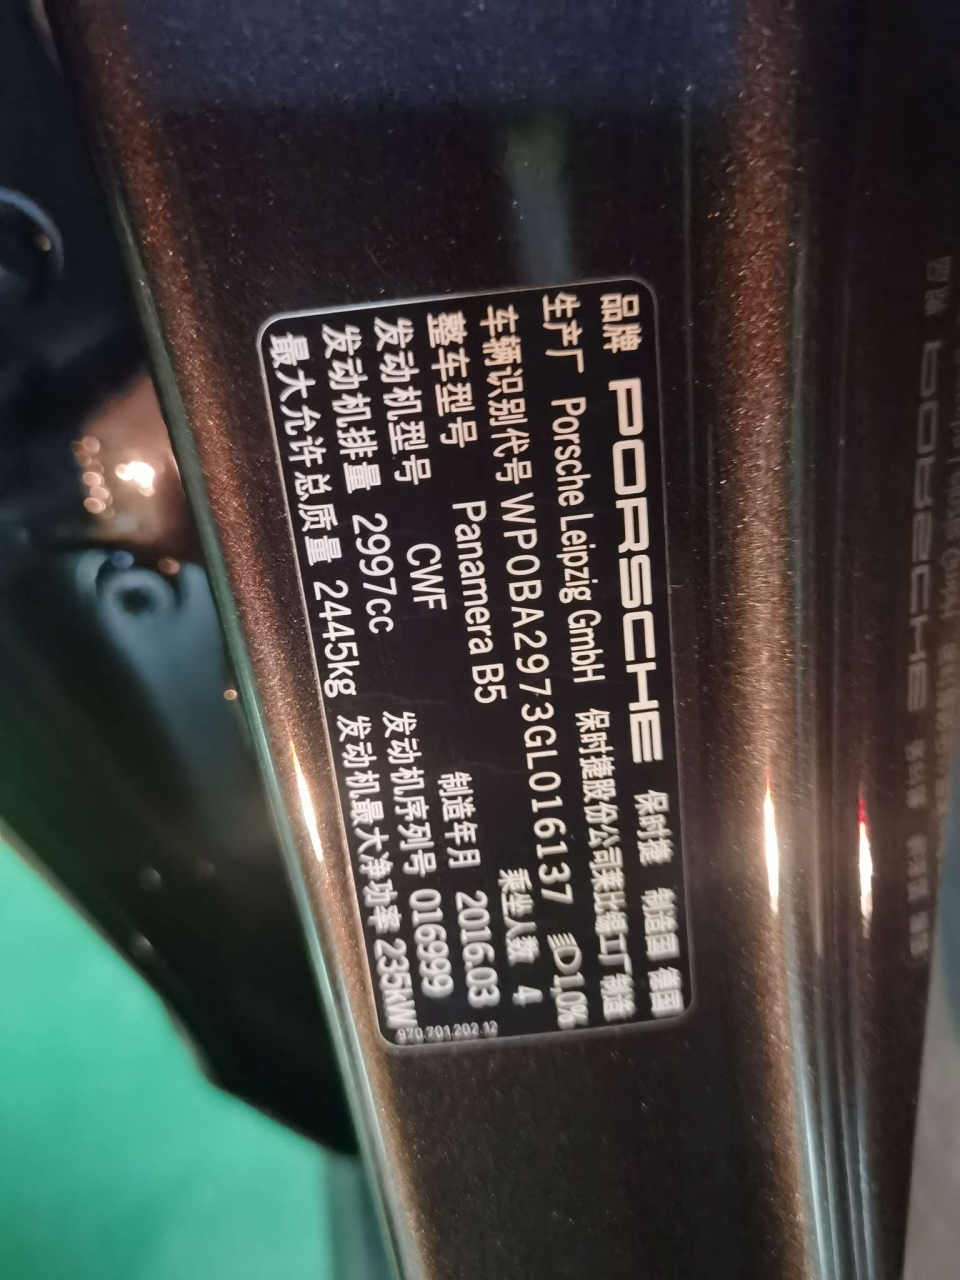 品牌 PORSCHE 保时捷 制造国 德国
生产厂 Porsche Leipzig GmbH 保时捷股份公司莱比锡工厂制造
车辆识别代号 WP0BA2973GL016137 1,0%
整车型号 Panamera B5 乘坐人数 4
发动机型号 CWF 制造年月 2016.03
发动机排量 2997cc 发动机序列号 016999
最大允许总质量 2445kg 发动机最大净功率 235kW
970.701.202.12